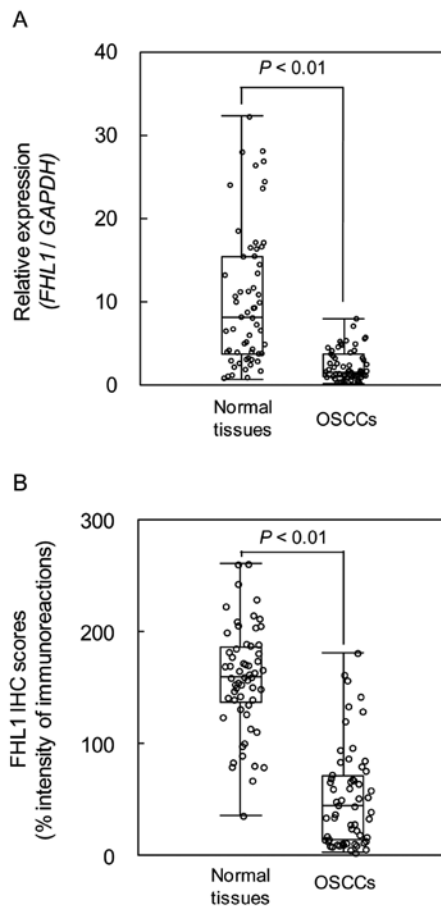 A
P < 0.01
Relative expression
(FHL1 / GAPDH)
40
30
20
10
0
Normal
tissues
OSCCs
B
P < 0.01
FHL1 IHC scores
(% intensity of immunoreactions)
300
200
100
0
Normal
tissues
OSCCs